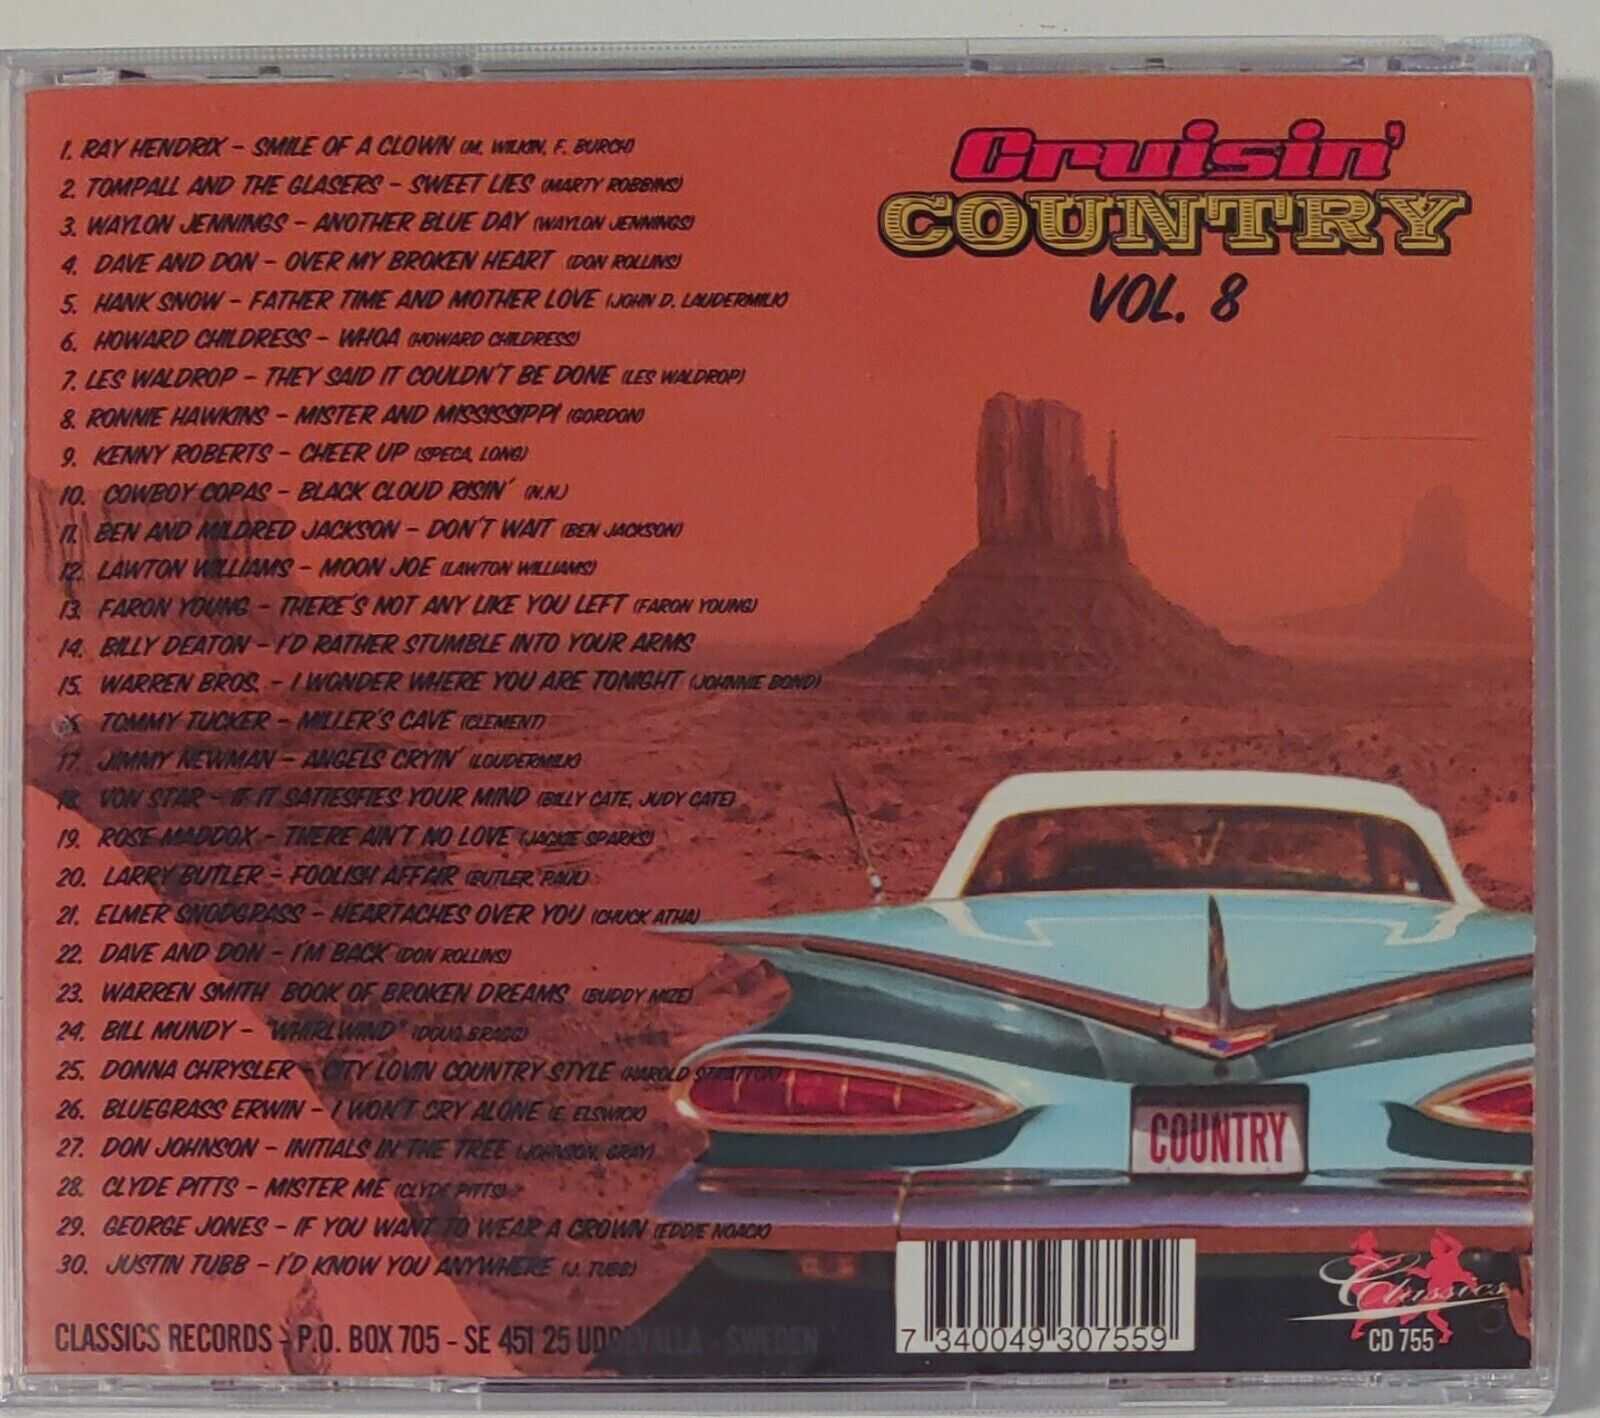 1. RAY HENDRIX – SMILE OF A CLOWN (M. WILKIN, F. BURCH)
2. TOMPALL AND THE GLASERS – SWEET LIES (MARTY ROBBINS)
3. WAYLON JENNINGS – ANOTHER BLUE DAY (WAYLON JENNINGS)
4. DAVE AND DON – OVER MY BROKEN HEART (DON ROLLINS)
5. HANK SNOW – FATHER TIME AND MOTHER LOVE (JOHN D. LAUDERMILK)
6. HOWARD CHILDRESS – WHOA (HOWARD CHILDRESS)
7. LES WALDROP – THEY SAID IT COULDN'T BE DONE (LES WALDROP)
8. RONNIE HAWKINS – MISTER AND MISSISSIPPI (GORDON)
9. KENNY ROBERTS – CHEER UP (SPECA, LONG)
10. COWBOY COPAS – BLACK CLOUD RISIN' (N.N.)
11. BEN AND MILDRED JACKSON – DON'T WAIT (BEN JACKSON)
12. LAWTON WILLIAMS – MOON JOE (LAWTON WILLIAMS)
13. FARON YOUNG – THERE'S NOT ANY LIKE YOU LEFT (FARON YOUNG)
14. BILLY DEATON – I'D RATHER STUMBLE INTO YOUR ARMS
15. WARREN BROS. – I WONDER WHERE YOU ARE TONIGHT (JOHNNIE BOND)
16. TOMMY TUCKER – MILLER'S CAVE (CLEMENT)
17. JIMMY NEWMAN – ANGELS CRYIN' (LOUDERMILK)
18. VON STAR – IF IT SATIESFIES YOUR MIND (BILLY CATE, JUDY CATE)
19. ROSE MADDOX – THERE AIN'T NO LOVE (JACKIE SPARKS)
20. LARRY BUTLER – FOOLISH AFFAIR (BUTLER, PAUL)
21. ELMER SNODGRASS – HEARTACHES OVER YOU (CHUCK ATHA)
22. DAVE AND DON – I'M BACK (DON ROLLINS)
23. WARREN SMITH BOOK OF BROKEN DREAMS (BUDDY MIZE)
24. BILL MUNDY – "WHIRLWIND" (DOUG BRAGG)
25. DONNA CHRYSLER – CITY LOVIN COUNTRY STYLE (HAROLD STRATTON)
26. BLUEGRASS ERWIN – I WON'T CRY ALONE (E. ELSWICK)
27. DON JOHNSON – INITIALS IN THE TREE (JOHNSON, GRAY)
28. CLYDE PITTS – MISTER ME (CLYDE PITTS)
29. GEORGE JONES – IF YOU WANT TO WEAR A CROWN (EDDIE NOACK)
30. JUSTIN TUBB – I'D KNOW YOU ANYWHERE (J. TUBB)
CLASSICS RECORDS – P.O. BOX 705 - SE 451 25 UDDEVALLA - SWEDEN
Cruisin'
COUNTRY
VOL. 8
COUNTRY
7 340049 307559
Classics
CD 755